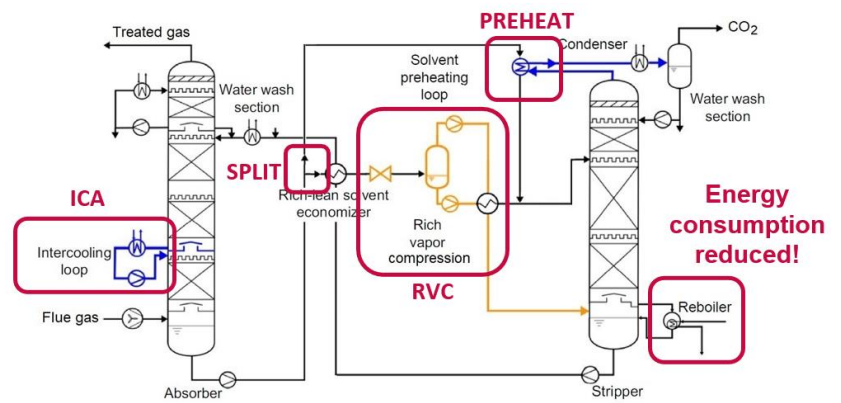 PREHEAT
Treated gas
CO2
Condenser
Solvent
preheating
loop
Water wash
section
Water wash
section
SPLIT
ICA
Rich-lean solvent
economizer
Energy
consumption
reduced!
Intercooling
loop
Rich
vapor
compression
RVC
Reboiler
Flue gas
Absorber
Stripper